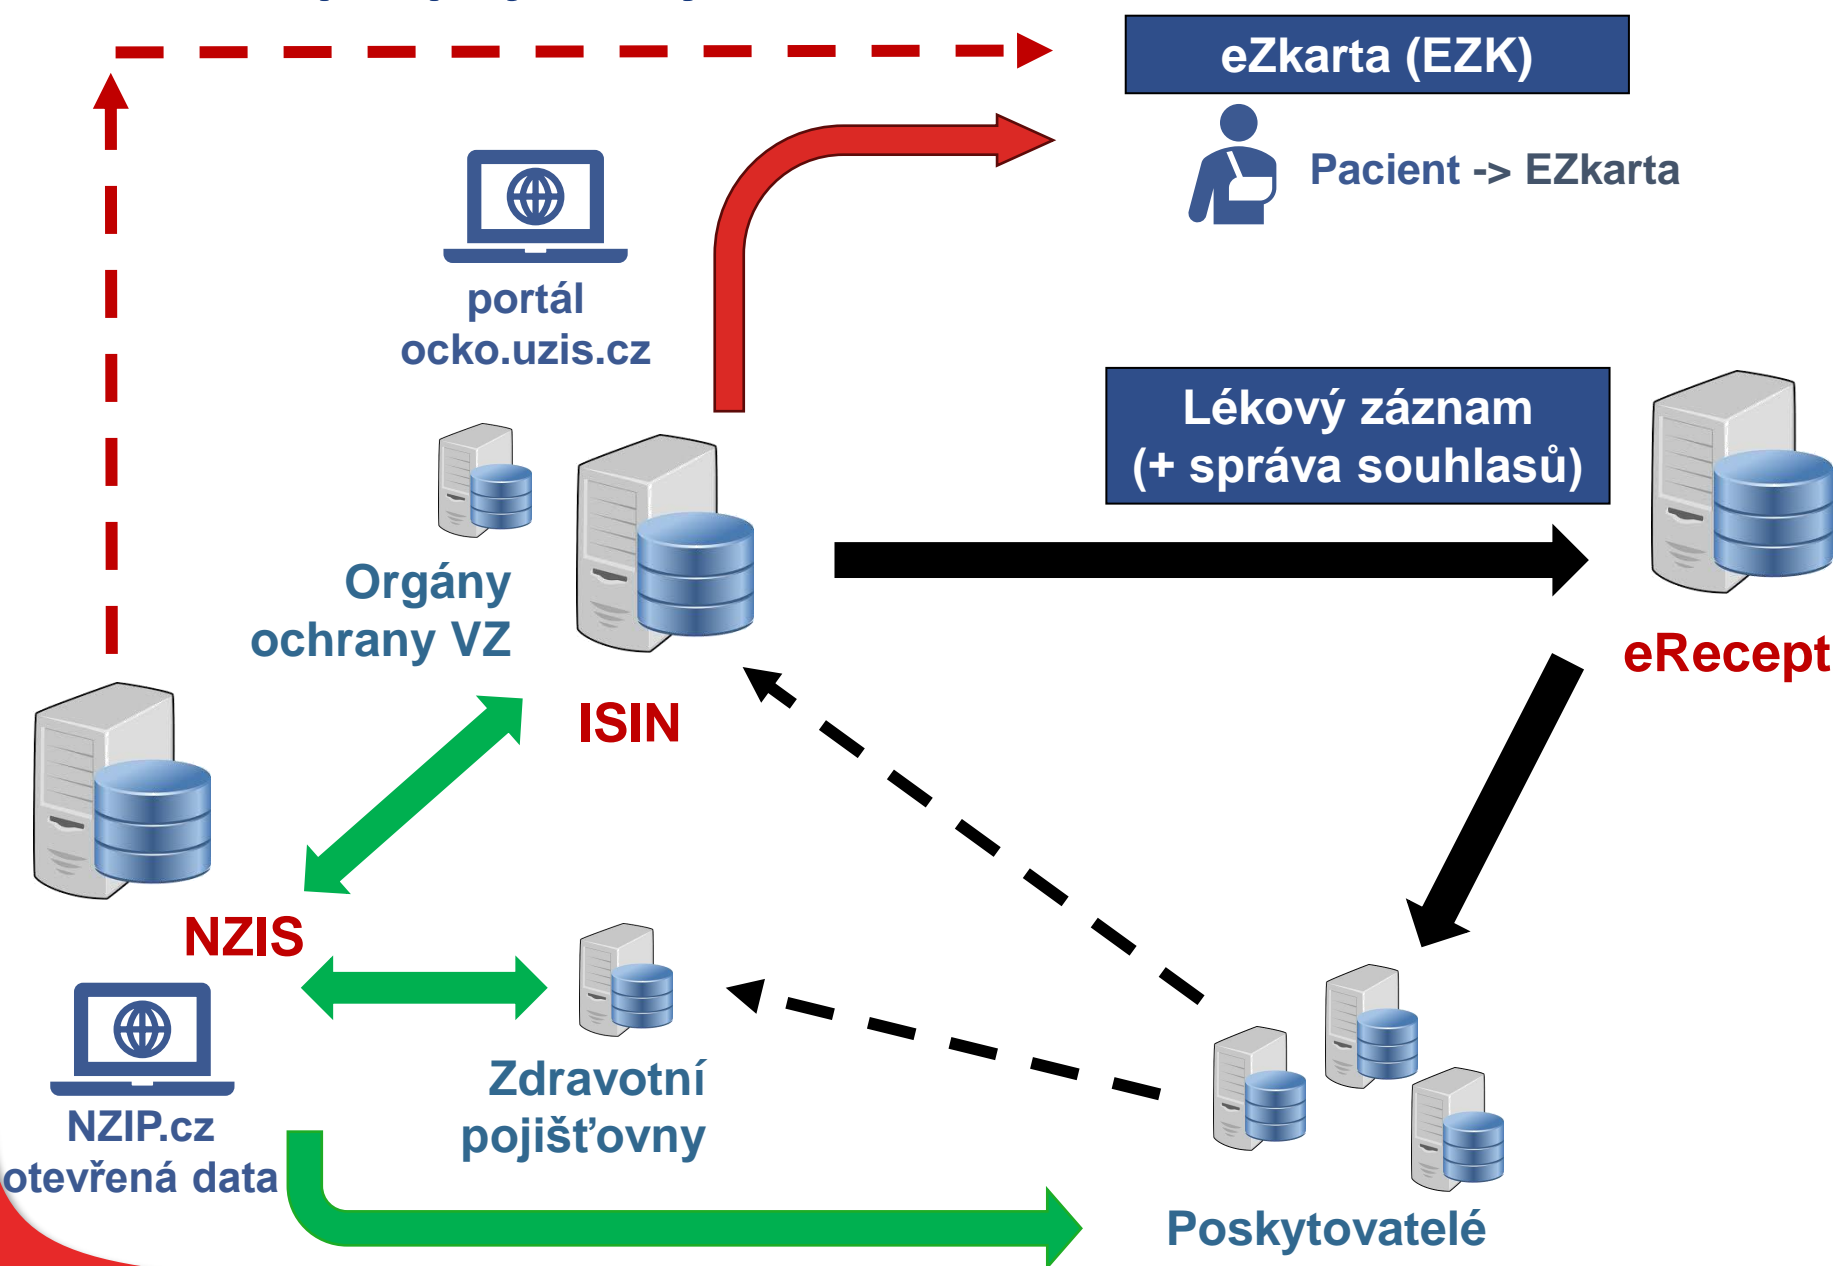 eZkarta (EZK)
Pacient -> EZkarta
portál
ocko.uzis.cz
Lékový záznam
(+ správa souhlasů)
Orgány
ochrany VZ
eRecept
ISIN
NZIS
Zdravotní
pojišťovny
NZIP.cz
otevřená data
Poskytovatelé